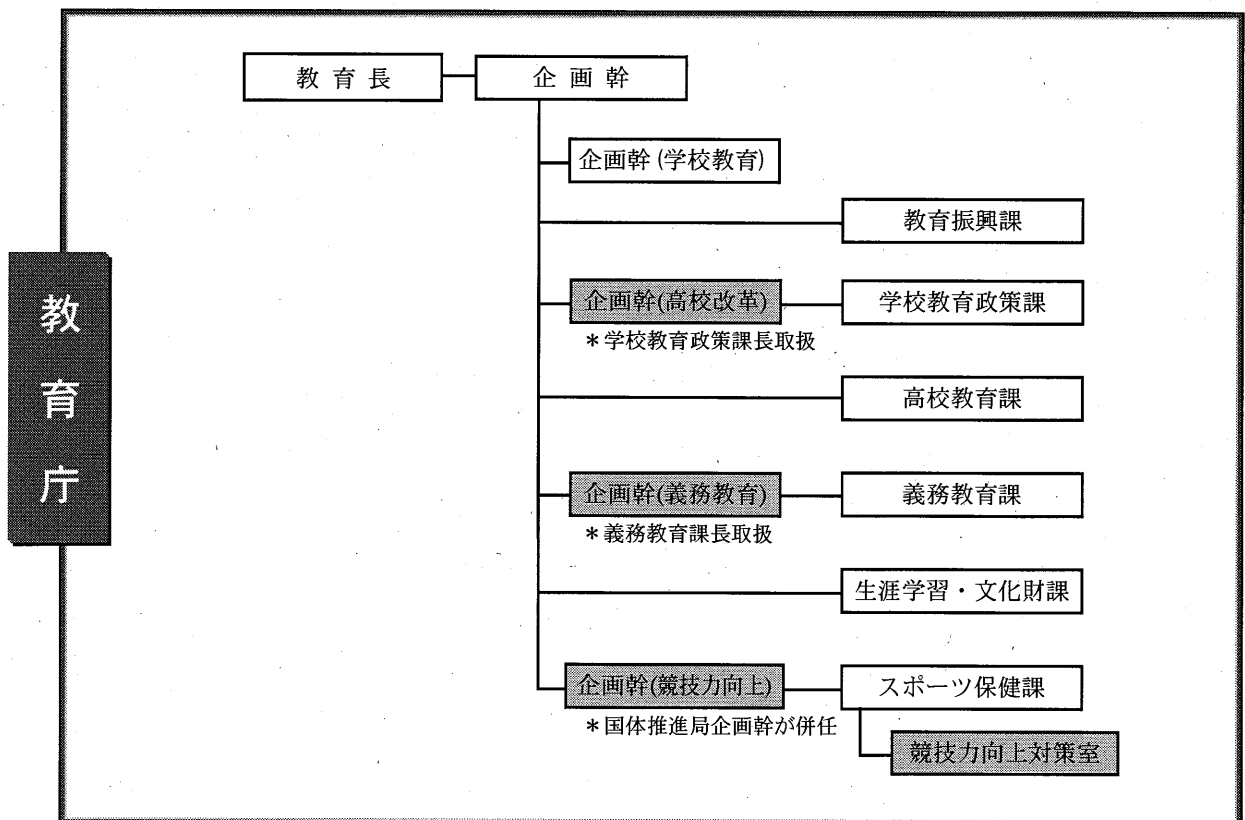 教育庁
教育長
企画幹
企画幹(学校教育)
教育振興課
企画幹(高校改革)
学校教育政策課
＊学校教育政策課長取扱
高校教育課
企画幹(義務教育)
義務教育課
＊義務教育課長取扱
生涯学習・文化財課
企画幹(競技力向上)
スポーツ保健課
＊国体推進局企画幹が併任
競技力向上対策室